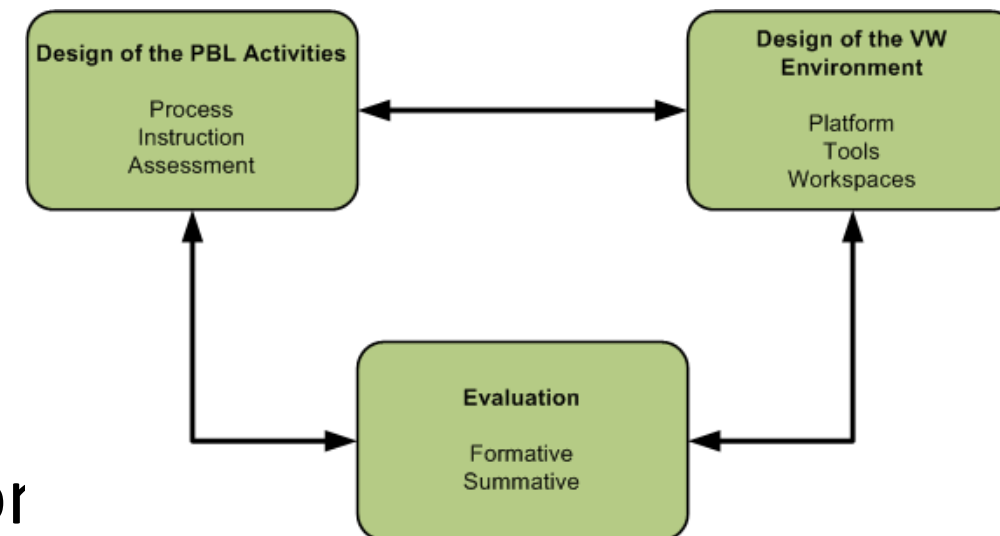 Design of the PBL Activities
Process
Instruction
Assessment
Design of the VW
Environment
Platform
Tools
Workspaces
Evaluation
Formative
Summative